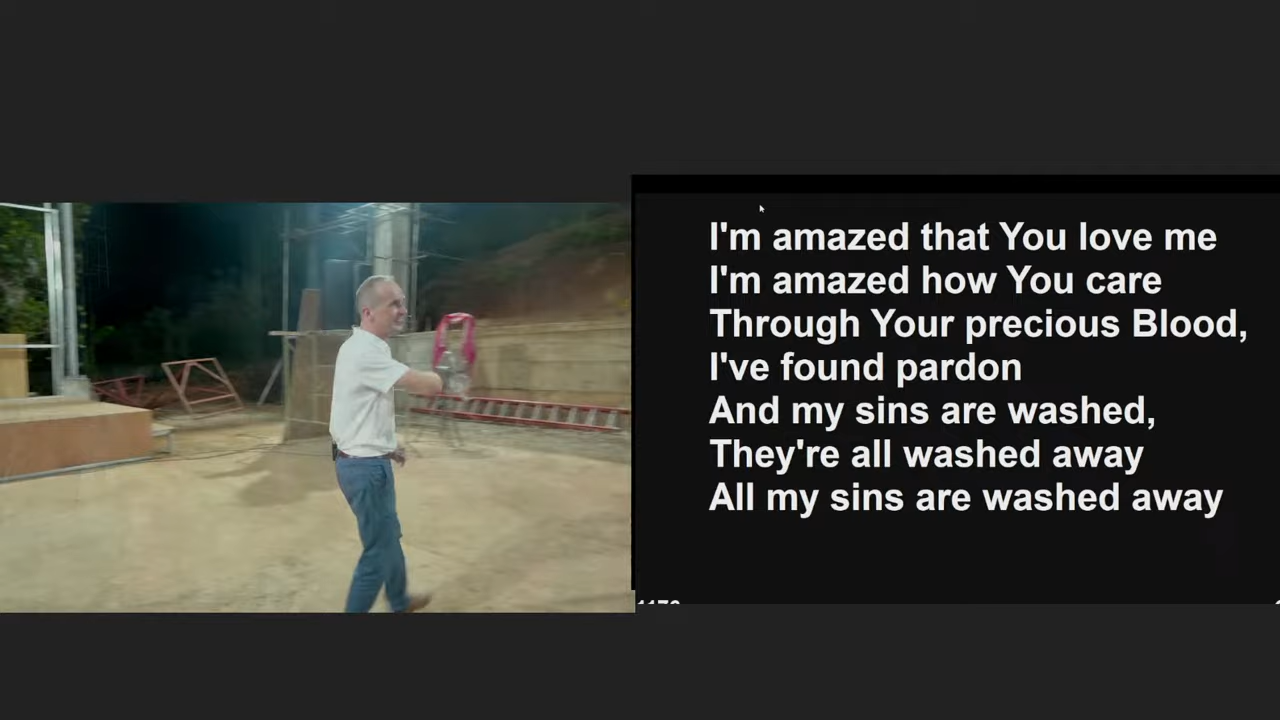 I'm amazed that You love me
I'm amazed how You care
Through Your precious Blood,
I've found pardon
And my sins are washed,
They're all washed away
All my sins are washed away